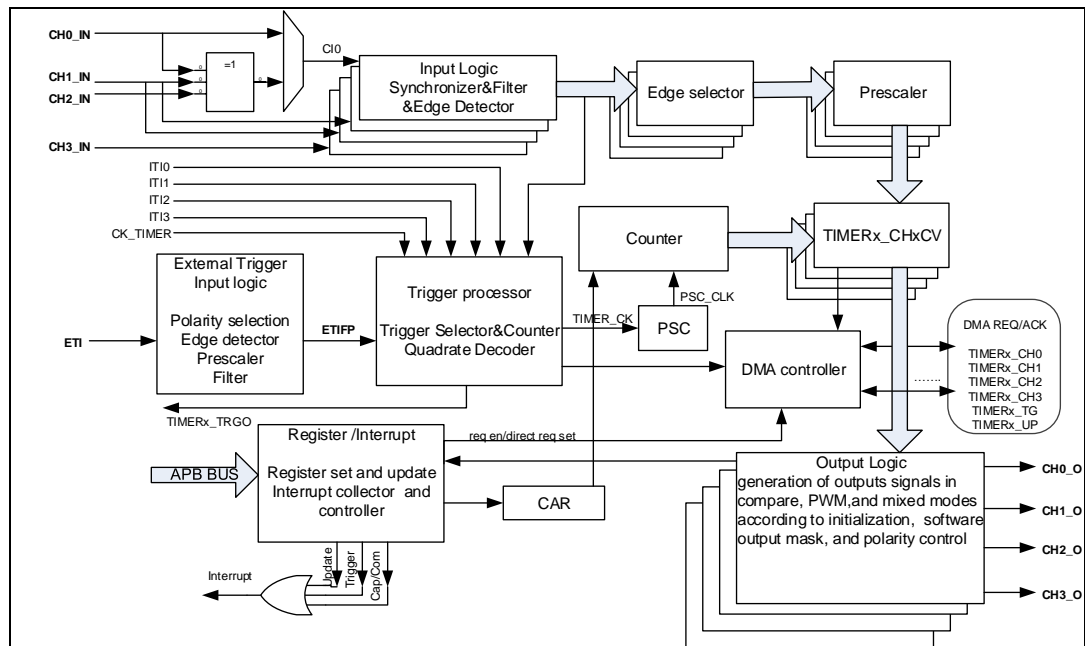 CH0_IN
CH1_IN
CH2_IN
CH3_IN
=1
CI0
Input Logic
Synchronizer&Filter
&Edge Detector
Edge selector
Prescaler
ITI0
ITI1
ITI2
ITI3
CK_TIMER
Counter
TIMERx_CHxCV
External Trigger
Input logic
Polarity selection
Edge detector
Prescaler
Filter
ETI
ETIFP
Trigger processor
Trigger Selector&Counter
Quadrate Decoder
TIMER_CK
PSC_CLK
PSC
DMA controller
DMA REQ/ACK
TIMERx_CH0
TIMERx_CH1
TIMERx_CH2
TIMERx_CH3
TIMERx_TG
TIMERx_UP
........
TIMERx_TRGO
APB BUS
Register /Interrupt
Register set and update
Interrupt collector and
controller
req en/direct req set
CAR
Interrupt
Update
Trigger
Cap/Com
Output Logic
generation of outputs signals in
compare, PWM,and mixed modes
according to initialization, software
output mask, and polarity control
CH0_O
CH1_O
CH2_O
CH3_O